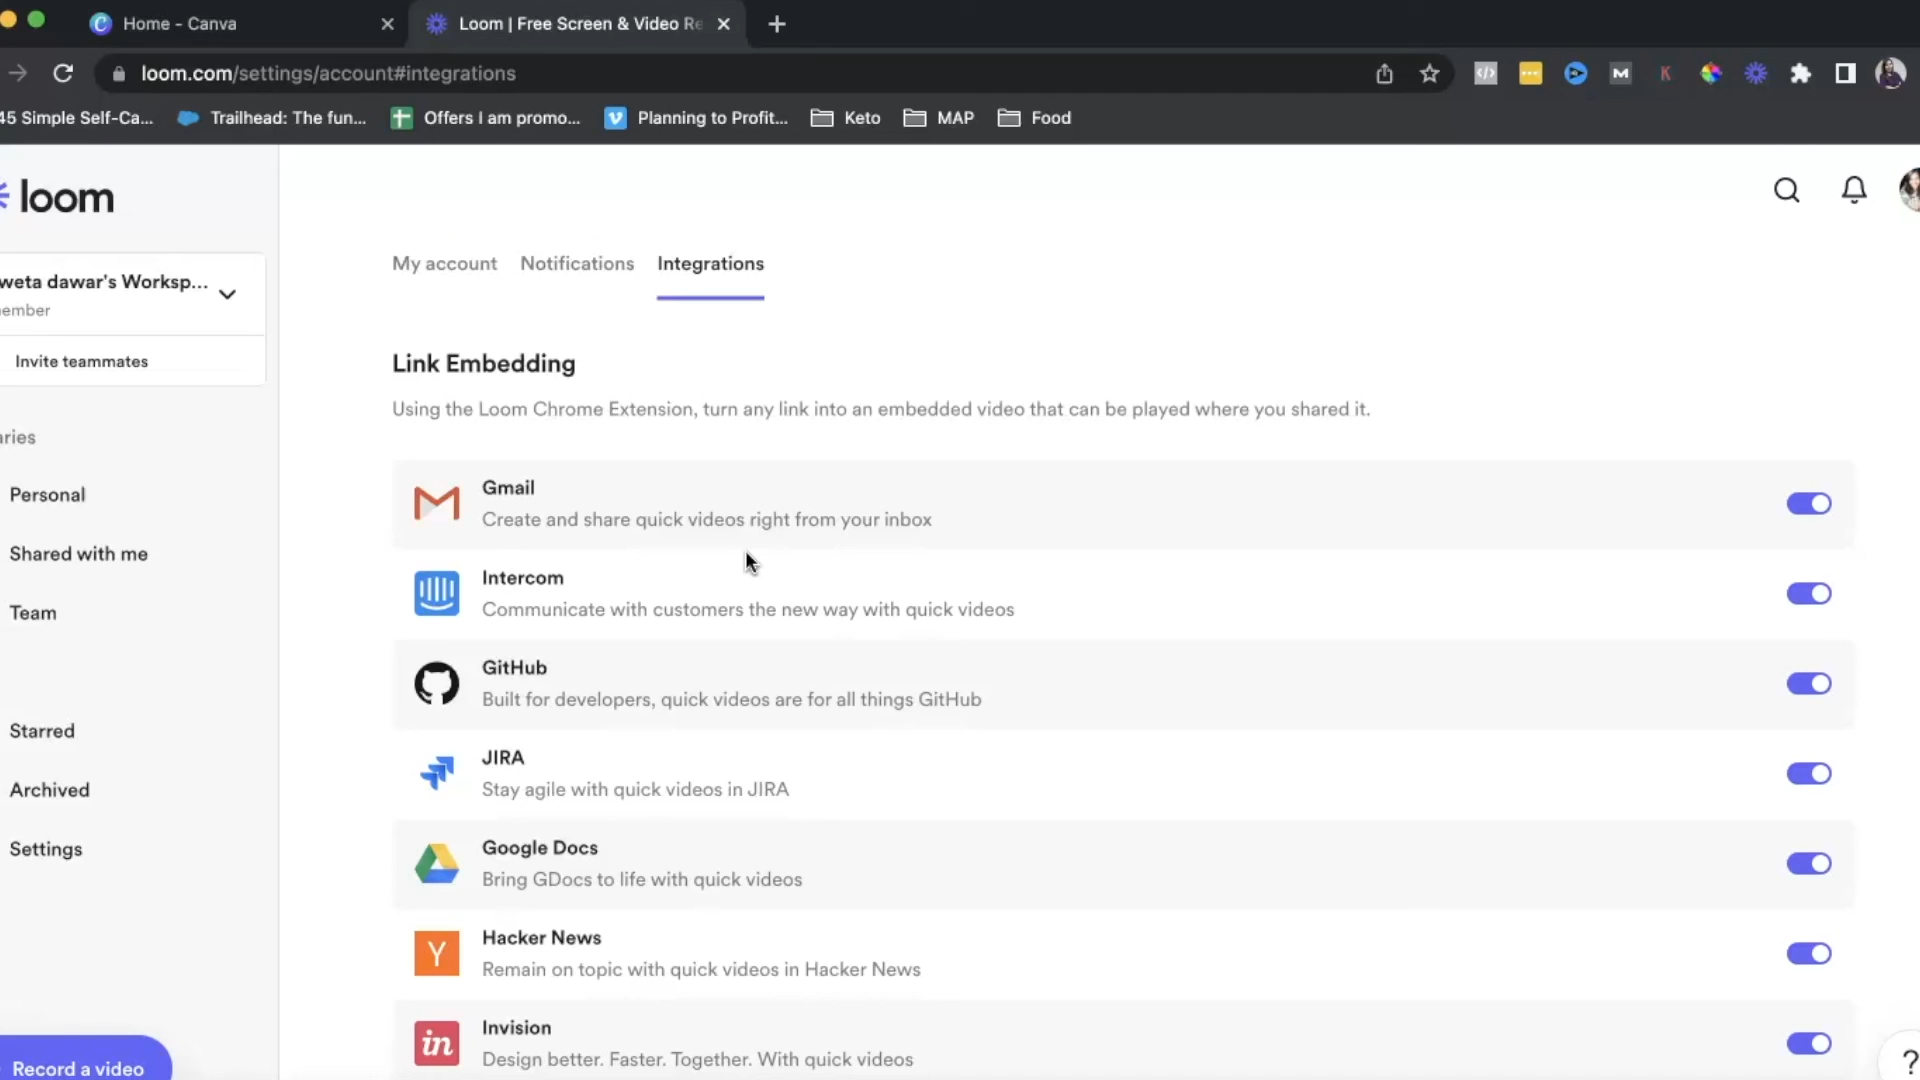 Home - Canva
Loom | Free Screen & Video Re
loom.com/settings/account#integrations
45 Simple Self-Ca...
Trailhead: The fun...
Offers I am promo...
Planning to Profit...
Keto
MAP
Food
loom
weta dawar's Worksp...
ember
Invite teammates
aries
Personal
Shared with me
Team
Starred
Archived
Settings
Record a video
My account
Notifications
Integrations
Link Embedding
Using the Loom Chrome Extension, turn any link into an embedded video that can be played where you shared it.
Gmail
Create and share quick videos right from your inbox
Intercom
Communicate with customers the new way with quick videos
GitHub
Built for developers, quick videos are for all things GitHub
JIRA
Stay agile with quick videos in JIRA
Google Docs
Bring GDocs to life with quick videos
Y
Hacker News
Remain on topic with quick videos in Hacker News
in
Invision
Design better. Faster. Together. With quick videos
?